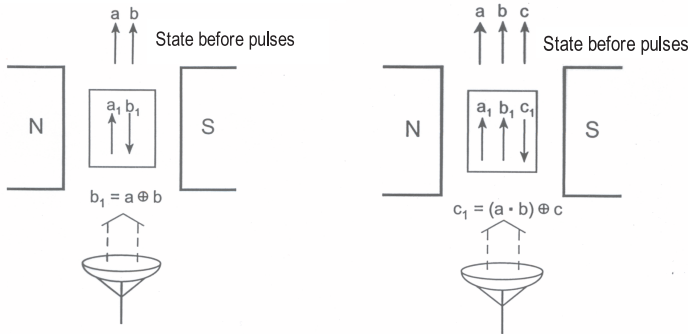 a b
State before pulses
N
a₁ b₁
S
b₁ = a ⊕ b
a b c
State before pulses
N
a₁ b₁ c₁
S
c₁ = (a · b) ⊕ c